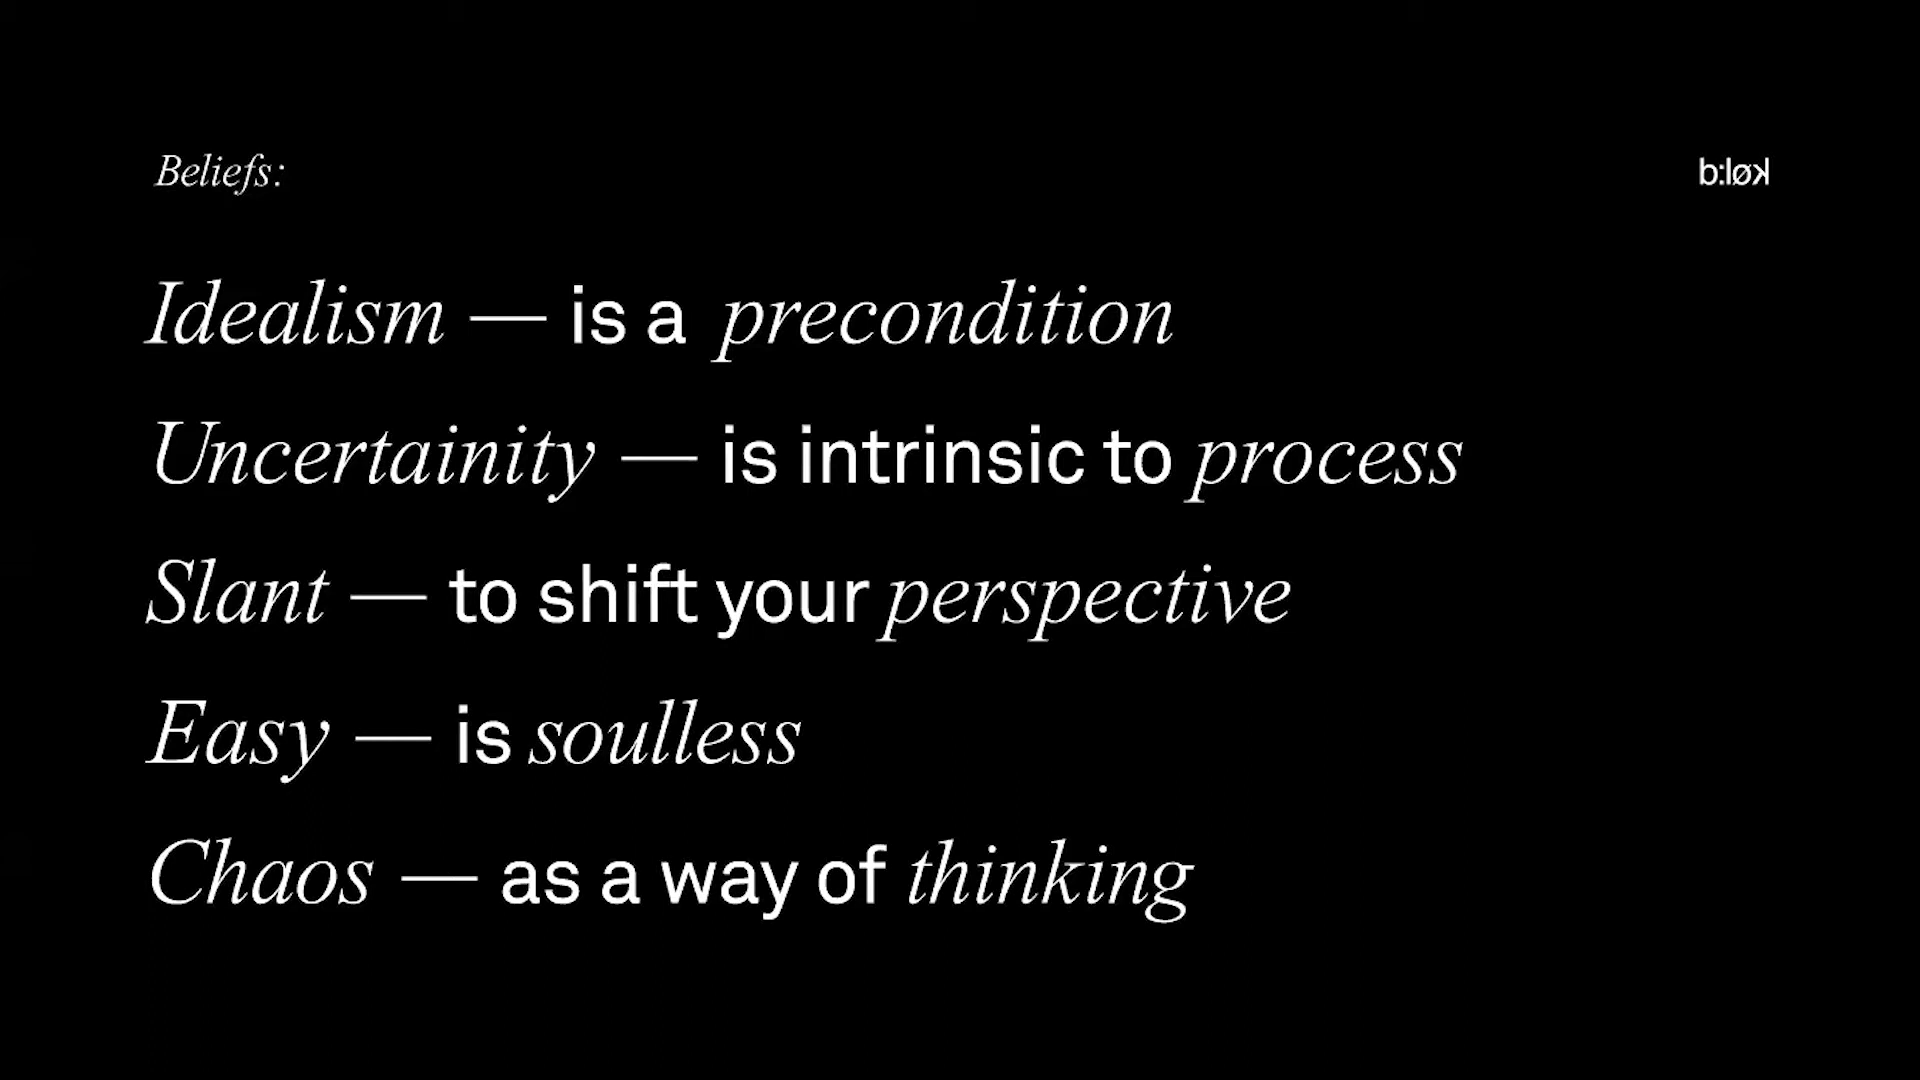 Beliefs:
b:løk
Idealism — is a precondition
Uncertainity — is intrinsic to process
Slant — to shift your perspective
Easy — is soulless
Chaos — as a way of thinking